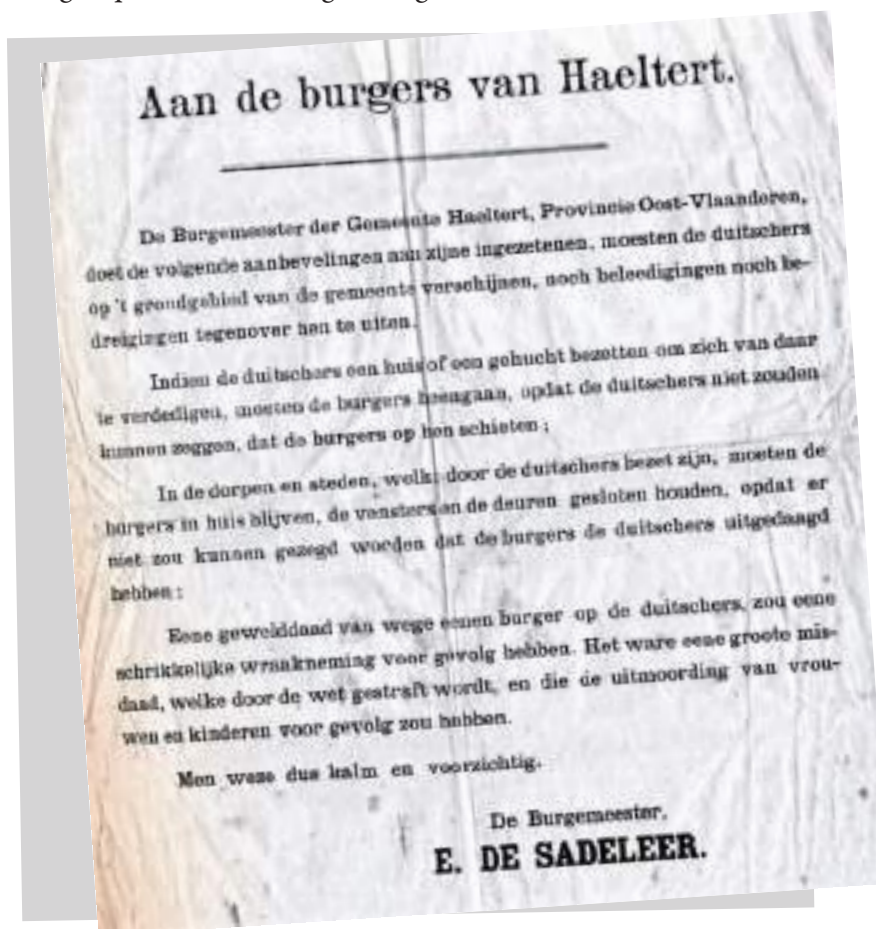 Aan de burgers van Haeltert.
De Burgemeester der Gemeente Haeltert, Provincie Oost-Vlaanderen,
doet de volgende aanbevelingen aan zijne ingezetenen, moesten de duitschers
op 't grondgebied van de gemeente verschijnen, noch beleedigingen noch be-
dreigingen tegenover hen te uiten.
Indien de duitschers een huis of een gehucht bezetten om zich van daar
te verdedigen, moeten de burgers heengaan, opdat de duitschers niet zouden
kunnen zeggen, dat de burgers op hen schieten ;
In de dorpen en steden, welke door de duitschers bezet zijn, moeten de
burgers in huis blijven, de vensters en de deuren gesloten houden, opdat er
niet zou kunnen gezegd worden dat de burgers de duitschers uitgedaagd
hebben ;
Eene gewelddaad van wege eenen burger op de duitschers, zou eene
schrikkelijke wraakneming voor gevolg hebben. Het ware eene groote mis-
daad, welke door de wet gestraft wordt, en die de uitmoording van vrou-
wen en kinderen voor gevolg zou hebben.
Men weze dus kalm en voorzichtig.
De Burgemeester,
E. DE SADELEER.